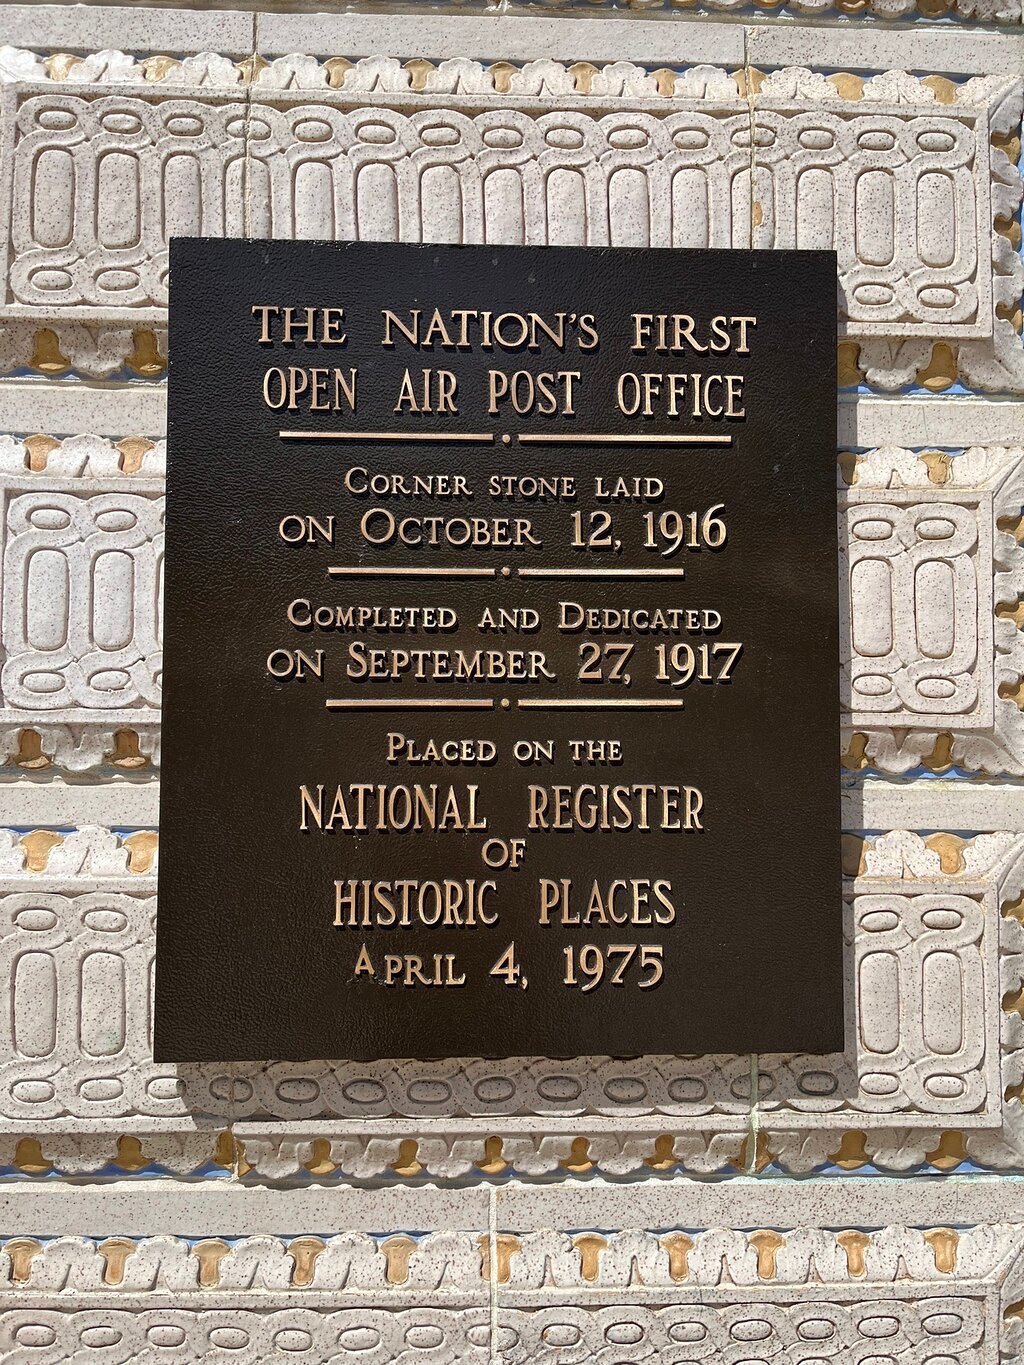 THE NATION'S FIRST
OPEN AIR POST OFFICE
CORNER STONE LAID
ON OCTOBER 12, 1916
COMPLETED AND DEDICATED
ON SEPTEMBER 27, 1917
PLACED ON THE
NATIONAL REGISTER
OF
HISTORIC PLACES
APRIL 4, 1975